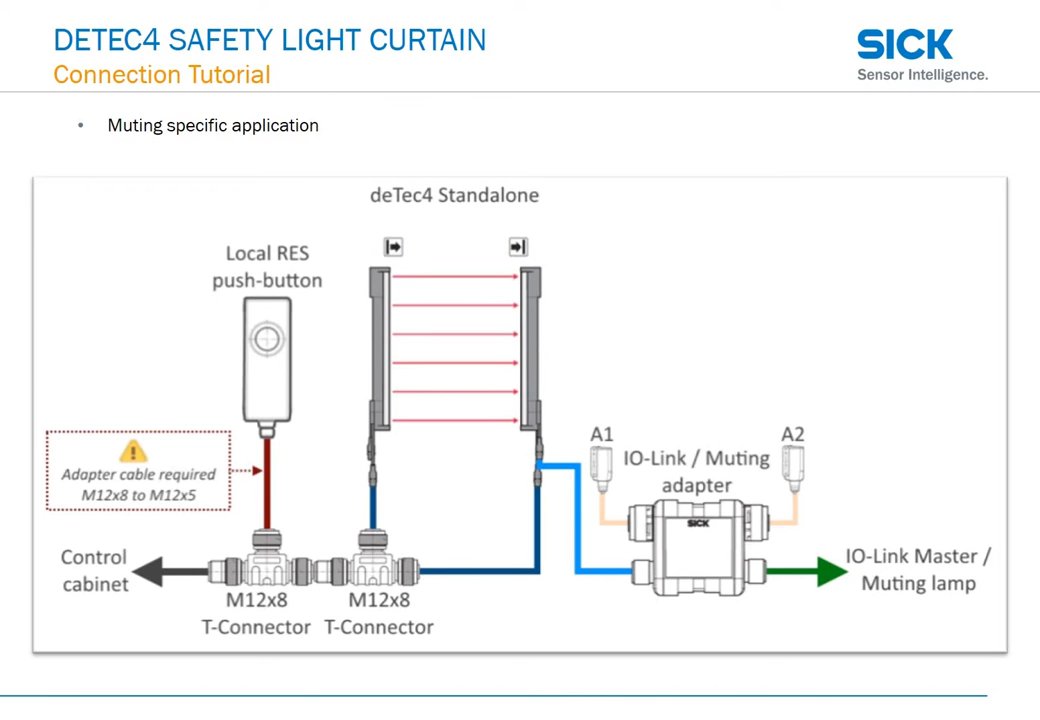 DETEC4 SAFETY LIGHT CURTAIN
Connection Tutorial
SICK
Sensor Intelligence.
• Muting specific application
deTec4 Standalone
Local RES
push-button
Adapter cable required
M12x8 to M12x5
A1
A2
IO-Link / Muting
adapter
SICK
Control
cabinet
IO-Link Master /
Muting lamp
M12x8
T-Connector
M12x8
T-Connector